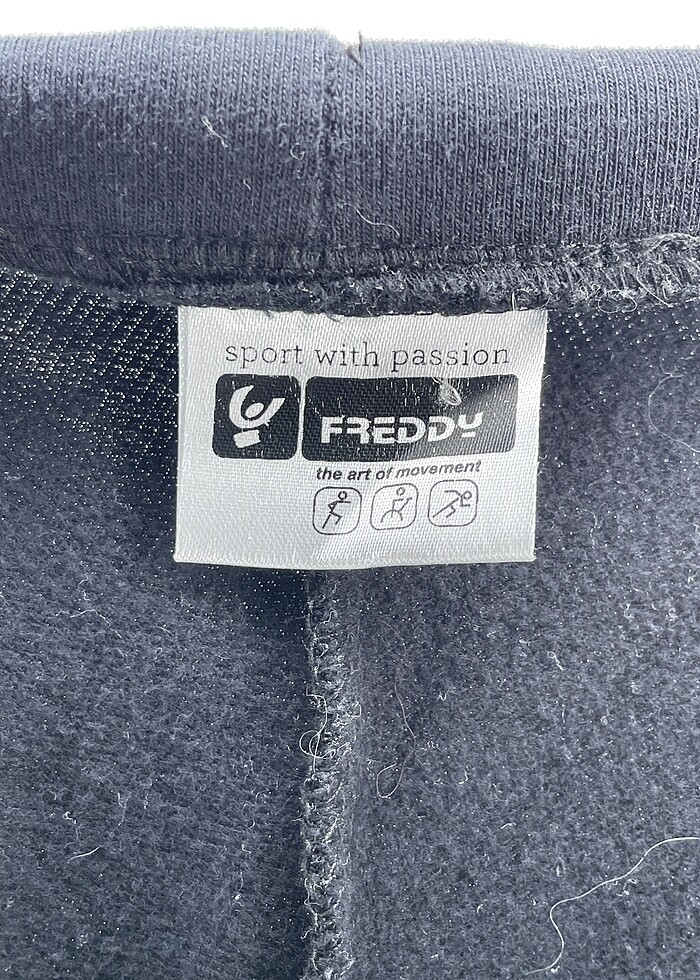 sport with passion
FREDDY
the art of movement